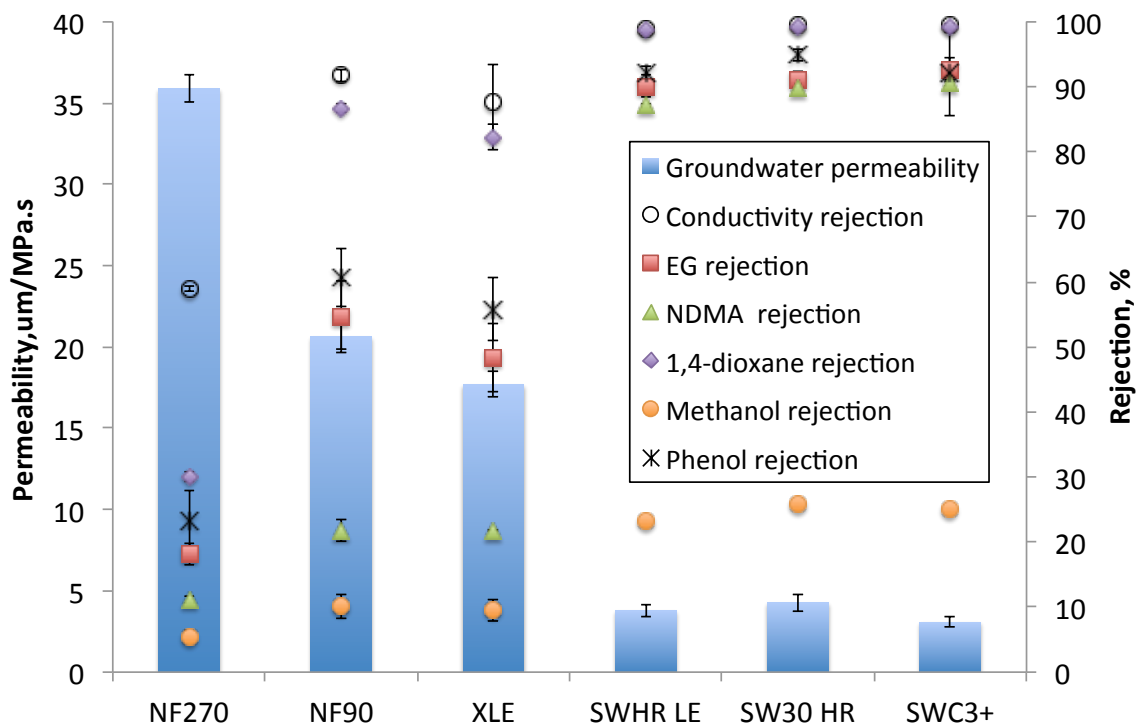 40
35
30
25
20
15
10
5
0
Permeability,um/MPa.s
100
90
80
70
60
50
40
30
20
10
0
Rejection, %
Groundwater permeability
Conductivity rejection
EG rejection
NDMA rejection
1,4-dioxane rejection
Methanol rejection
Phenol rejection
NF270 NF90 XLE SWHR LE SW30 HR SWC3+